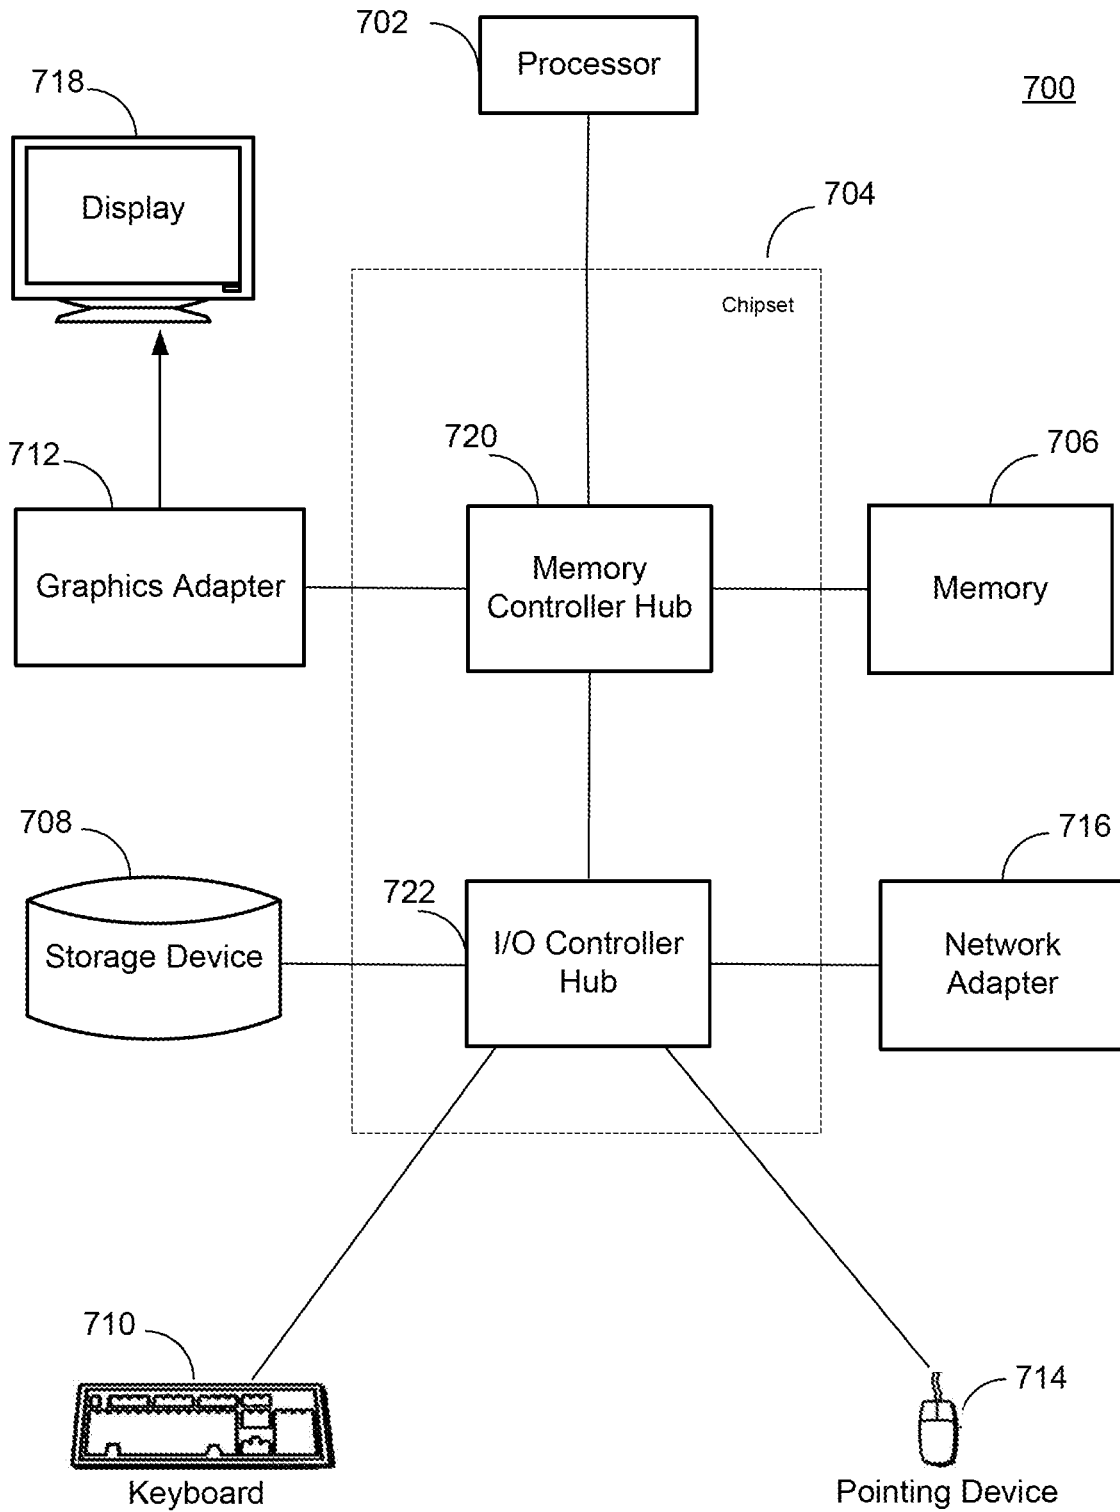 702
Processor
700
718
Display
704
Chipset
712
Graphics Adapter
720
Memory
Controller Hub
706
Memory
708
Storage Device
722
I/O Controller
Hub
716
Network
Adapter
710
Keyboard
714
Pointing Device